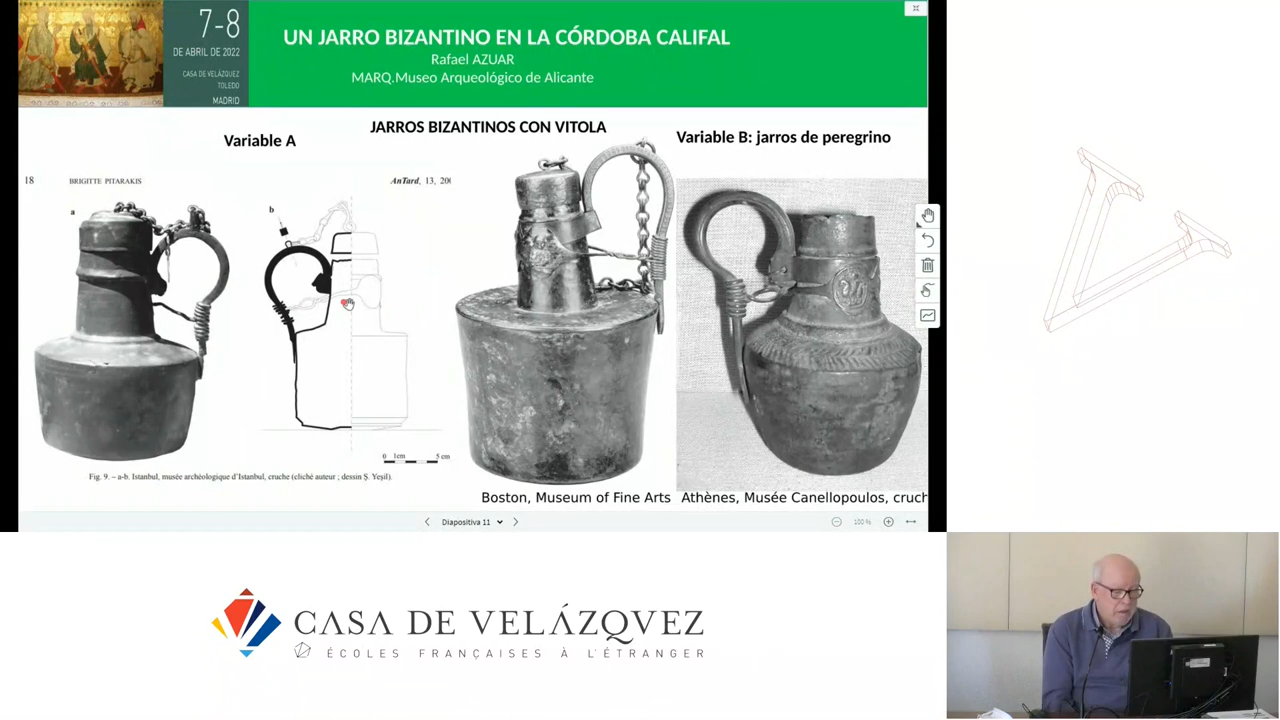 7-8
DE ABRIL DE 2022
CASA DE VELÁZQUEZ
TOLEDO
MADRID
UN JARRO BIZANTINO EN LA CÓRDOBA CALIFAL
Rafael AZUAR
MARQ.Museo Arqueológico de Alicante
JARROS BIZANTINOS CON VITOLA
Variable A
Variable B: jarros de peregrino
18 BRIGITTE PITARAKIS AnTard, 13, 20
a
b
0 1cm 5 cm
Fig. 9. – a-b. Istanbul, musée archéologique d'Istanbul, cruche (cliché auteur ; dessin Ş. Yeşil).
Boston, Museum of Fine Arts
Athènes, Musée Canellopoulos, cruch
Diapositiva 11
100 %
CASA DE VELÁZQVEZ
ÉCOLES FRANÇAISES À L'ÉTRANGER